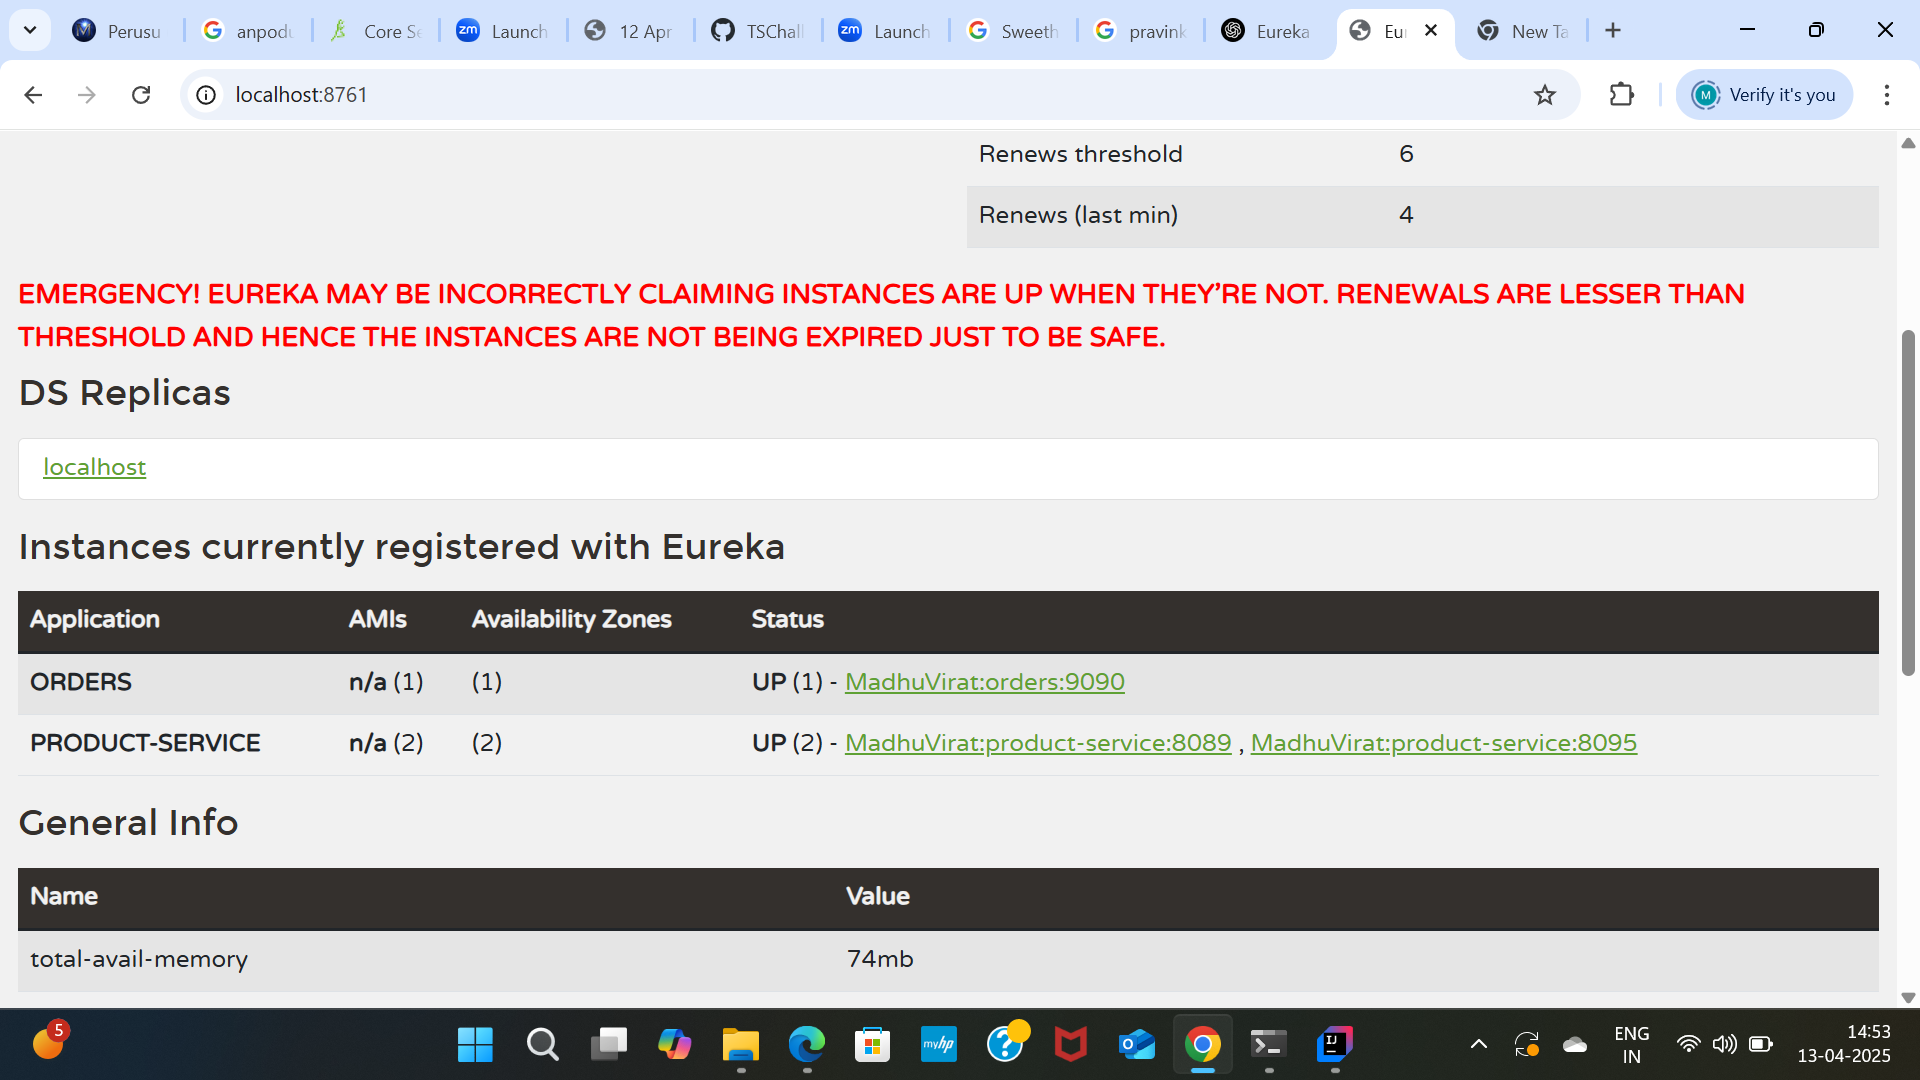 Perusu
anpodu
Core Se
zm
Launch
12 Apr
TSChall
zm
Launch
Sweeth
pravink
Eureka
Eu
New Ta
localhost:8761
M
Verify it's you
Renews threshold 6
Renews (last min) 4
EMERGENCY! EUREKA MAY BE INCORRECTLY CLAIMING INSTANCES ARE UP WHEN THEY’RE NOT. RENEWALS ARE LESSER THAN
THRESHOLD AND HENCE THE INSTANCES ARE NOT BEING EXPIRED JUST TO BE SAFE.
DS Replicas
localhost
Instances currently registered with Eureka
Application AMIs Availability Zones Status
ORDERS n/a (1) (1) UP (1) - MadhuVirat:orders:9090
PRODUCT-SERVICE n/a (2) (2) UP (2) - MadhuVirat:product-service:8089 , MadhuVirat:product-service:8095
General Info
Name Value
total-avail-memory 74mb
5
myhp
IJ
ENG
IN
14:53
13-04-2025